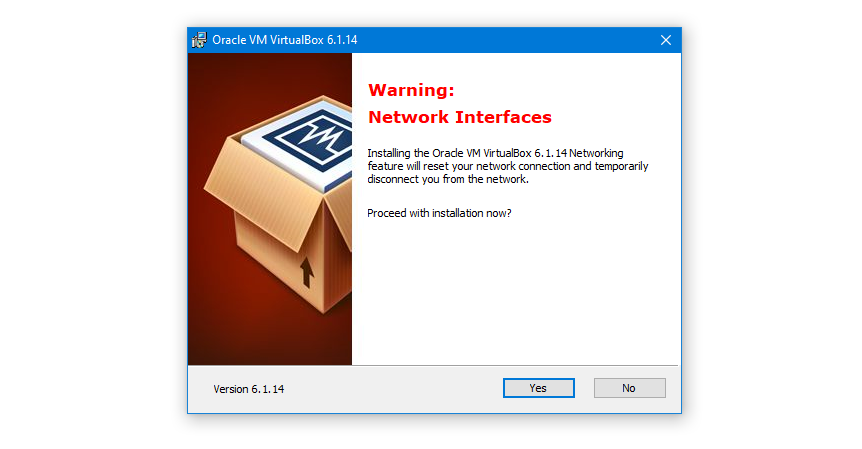 Oracle VM VirtualBox 6.1.14
Warning:
Network Interfaces
Installing the Oracle VM VirtualBox 6.1.14 Networking
feature will reset your network connection and temporarily
disconnect you from the network.
Proceed with installation now?
Version 6.1.14
Yes
No